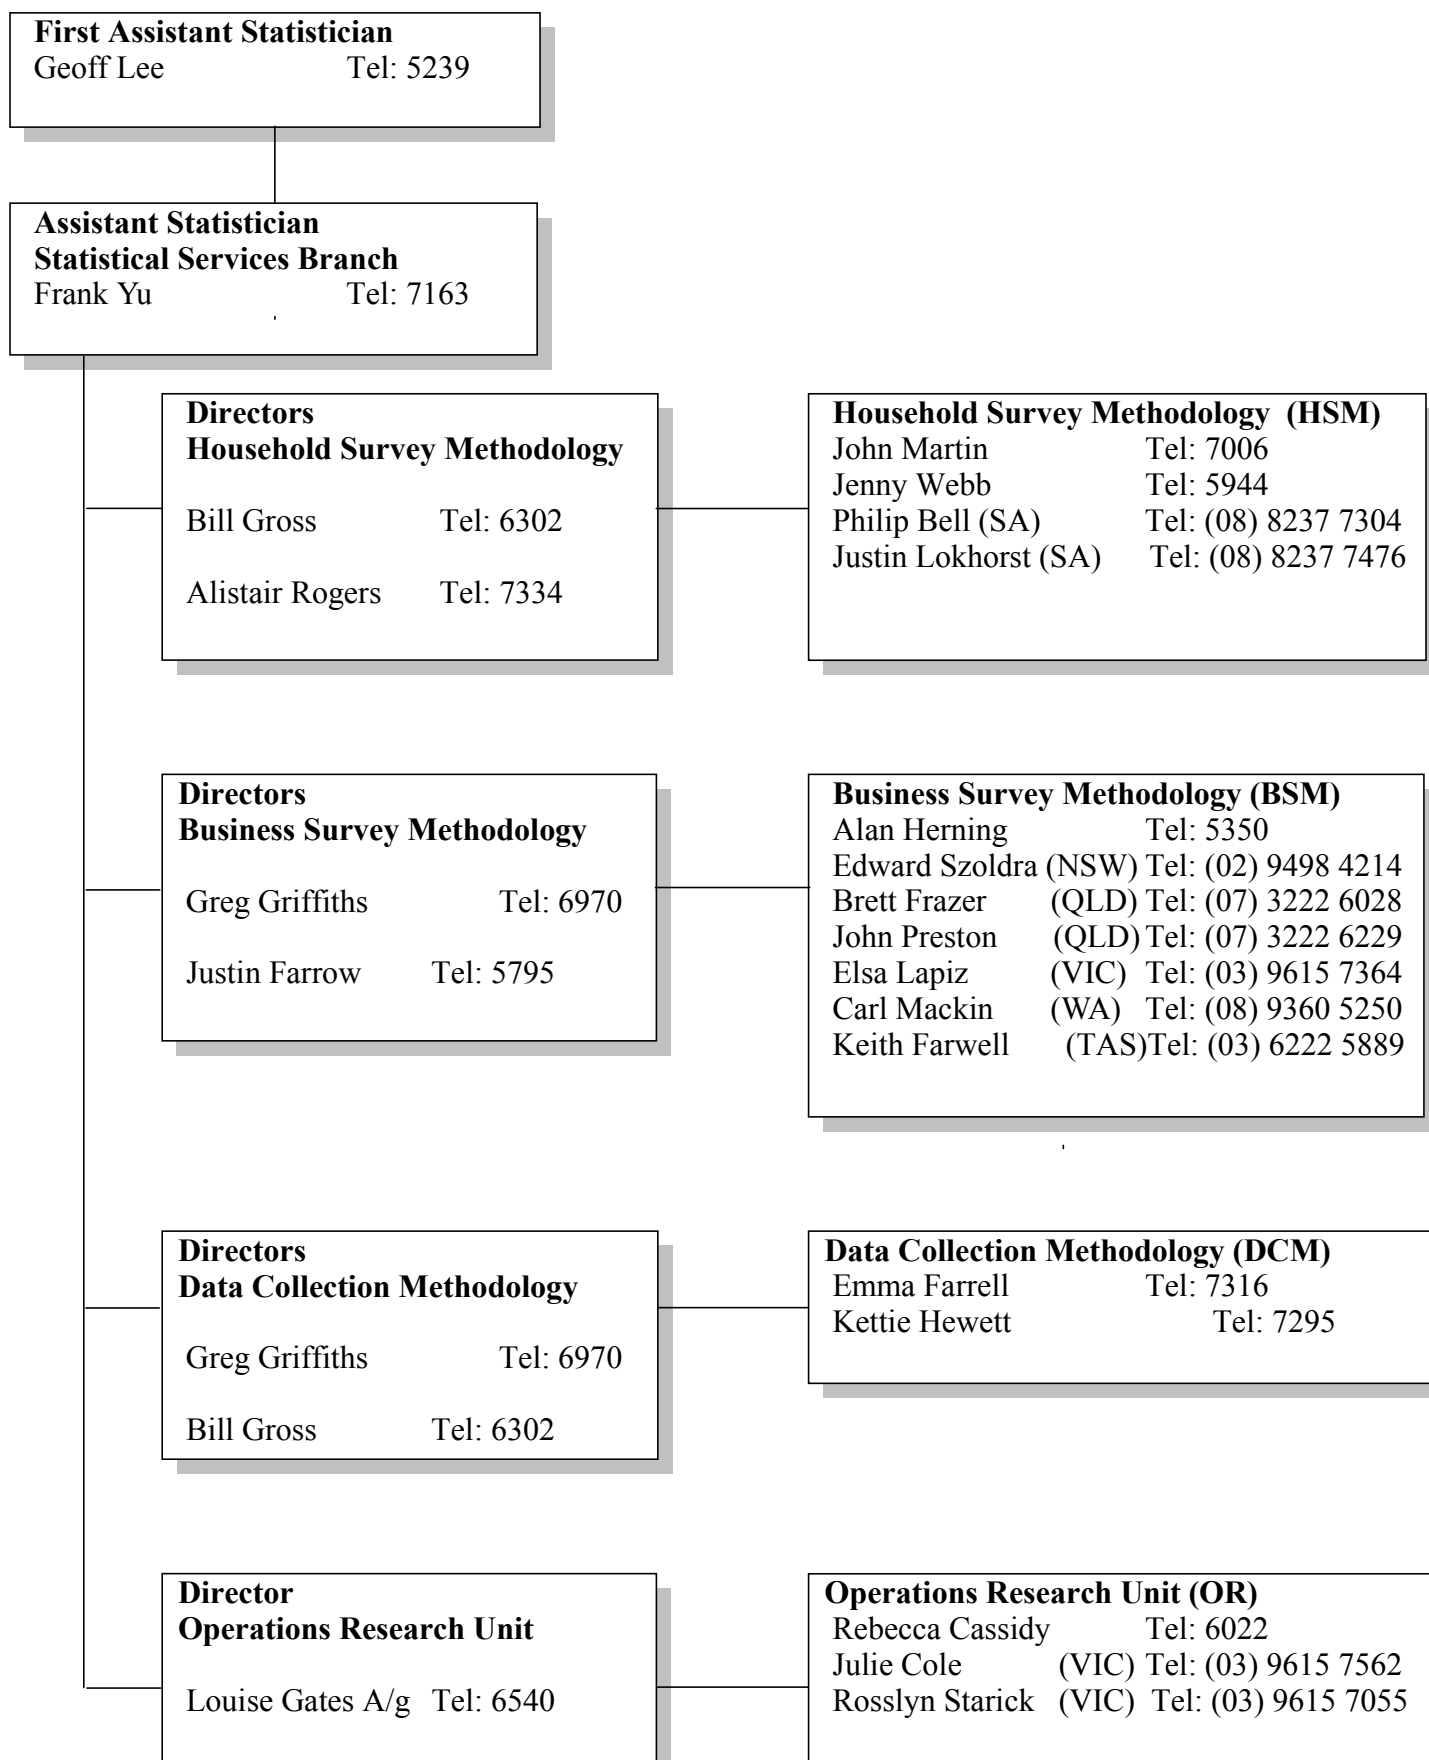 First Assistant Statistician
Geoff Lee Tel: 5239
Assistant Statistician
Statistical Services Branch
Frank Yu Tel: 7163
Directors
Household Survey Methodology
Bill Gross Tel: 6302
Alistair Rogers Tel: 7334
Household Survey Methodology (HSM)
John Martin Tel: 7006
Jenny Webb Tel: 5944
Philip Bell (SA) Tel: (08) 8237 7304
Justin Lokhorst (SA) Tel: (08) 8237 7476
Directors
Business Survey Methodology
Greg Griffiths Tel: 6970
Justin Farrow Tel: 5795
Business Survey Methodology (BSM)
Alan Herning Tel: 5350
Edward Szoldra (NSW) Tel: (02) 9498 4214
Brett Frazer (QLD) Tel: (07) 3222 6028
John Preston (QLD) Tel: (07) 3222 6229
Elsa Lapiz (VIC) Tel: (03) 9615 7364
Carl Mackin (WA) Tel: (08) 9360 5250
Keith Farwell (TAS)Tel: (03) 6222 5889
Directors
Data Collection Methodology
Greg Griffiths Tel: 6970
Bill Gross Tel: 6302
Data Collection Methodology (DCM)
Emma Farrell Tel: 7316
Kettie Hewett Tel: 7295
Director
Operations Research Unit
Louise Gates A/g Tel: 6540
Operations Research Unit (OR)
Rebecca Cassidy Tel: 6022
Julie Cole (VIC) Tel: (03) 9615 7562
Rosslyn Starick (VIC) Tel: (03) 9615 7055